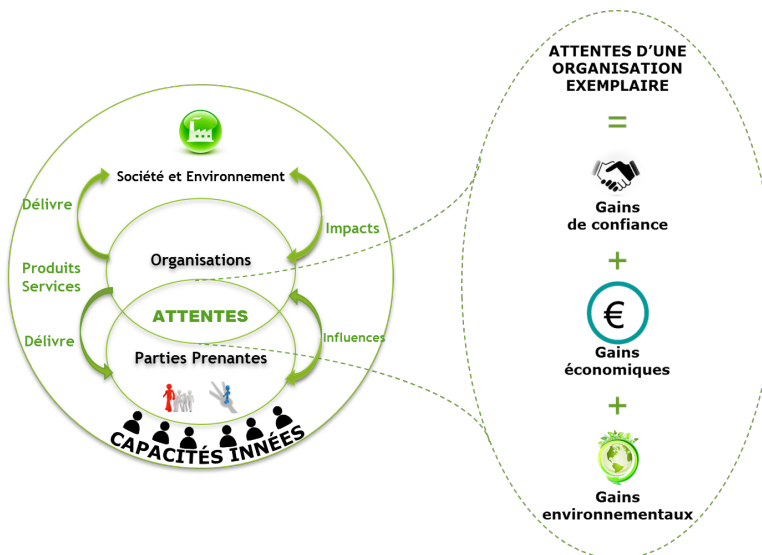 Société et Environnement
Délivre
Impacts
Organisations
Produits
Services
ATTENTES
Délivre
Influences
Parties Prenantes
CAPACITÉS INNÉES
ATTENTES D’UNE
ORGANISATION
EXEMPLAIRE
=
Gains
de confiance
+
€
Gains
économiques
+
Gains
environnementaux